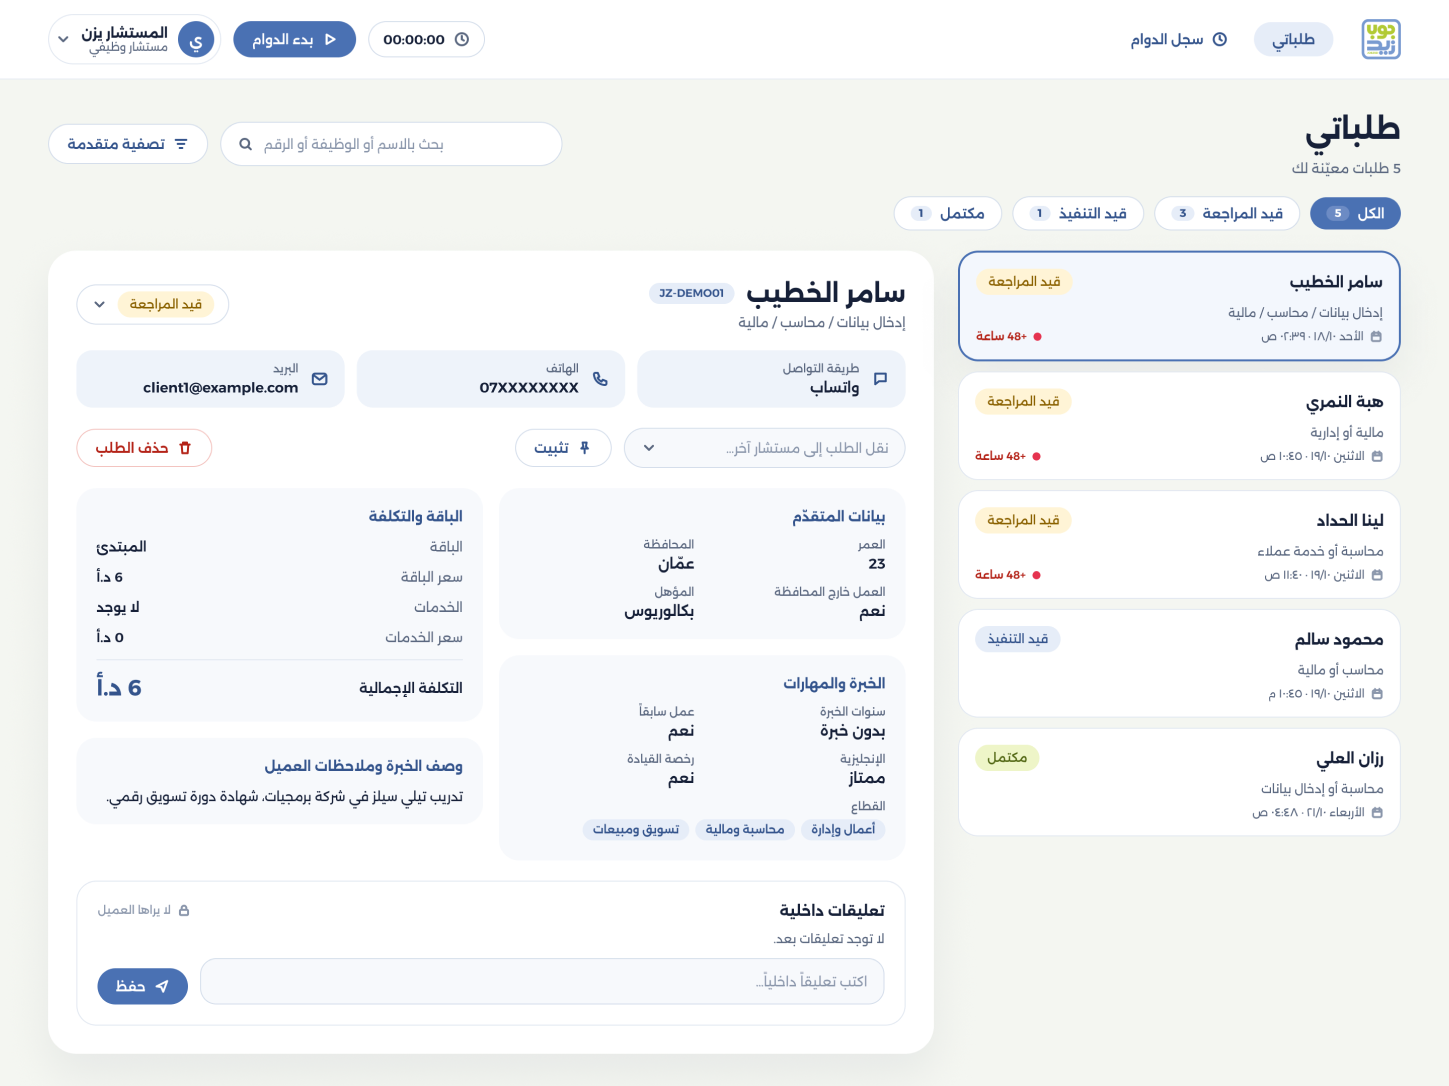 جوب زيد
طلباتي
سجل الدوام
00:00:00
بدء الدوام
ي
المستشار يزن
مستشار وظيفي
طلباتي
5 طلبات معيّنة لك
بحث بالاسم أو الوظيفة أو الرقم
تصفية متقدمة
الكل 5
قيد المراجعة 3
قيد التنفيذ 1
مكتمل 1
سامر الخطيب
قيد المراجعة
إدخال بيانات / محاسب / مالية
الأحد ١٨/١٠ · ٠٢:٣٩ ص
+48 ساعة
هبة النمري
قيد المراجعة
مالية أو إدارية
الاثنين ١٩/١٠ · ١٠:٤٥ ص
+48 ساعة
لينا الحداد
قيد المراجعة
محاسبة أو خدمة عملاء
الاثنين ١٩/١٠ · ١١:٤٠ ص
+48 ساعة
محمود سالم
قيد التنفيذ
محاسب أو مالية
الاثنين ١٩/١٠ · ١٠:٤٥ م
رزان العلي
مكتمل
محاسبة أو إدخال بيانات
الأربعاء ٢١/١٠ · ٠٤:٤٨ ص
سامر الخطيب JZ-DEMO01
إدخال بيانات / محاسب / مالية
قيد المراجعة
طريقة التواصل
واتساب
الهاتف
07XXXXXXXX
البريد
client1@example.com
نقل الطلب إلى مستشار آخر...
تثبيت
حذف الطلب
بيانات المتقدّم
العمر
23
المحافظة
عمّان
العمل خارج المحافظة
نعم
المؤهل
بكالوريوس
الخبرة والمهارات
سنوات الخبرة
بدون خبرة
عمل سابقاً
نعم
الإنجليزية
ممتاز
رخصة القيادة
نعم
القطاع
أعمال وإدارة
محاسبة ومالية
تسويق ومبيعات
الباقة والتكلفة
الباقة المبتدئ
سعر الباقة 6 د.أ
الخدمات لا يوجد
سعر الخدمات 0 د.أ
التكلفة الإجمالية 6 د.أ
وصف الخبرة وملاحظات العميل
تدريب تيلي سيلز في شركة برمجيات، شهادة دورة تسويق رقمي.
تعليقات داخلية
لا يراها العميل
لا توجد تعليقات بعد.
اكتب تعليقاً داخلياً...
حفظ